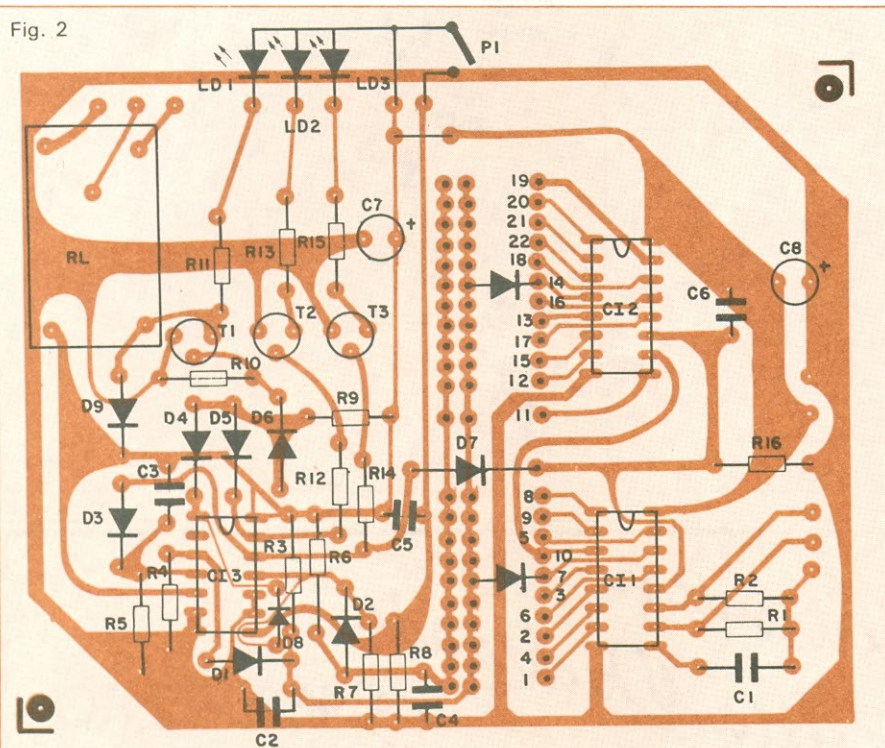 Fig. 2
P1
LD1
LD3
LD2
19
20
C7
+
21
22
R11
R13
R15
18
C8
+
RL
14
C6
16
CI2
T1
T2
T3
13
17
R10
15
12
D9
R9
11
D4
D5
D6
D7
R16
C3
R12
R14
8
D3
9
C5
5
R3
R6
10
R4
CI3
7
CI1
R2
3
R5
D2
6
R1
D8
2
D1
R8
4
R7
1
C1
C4
C2